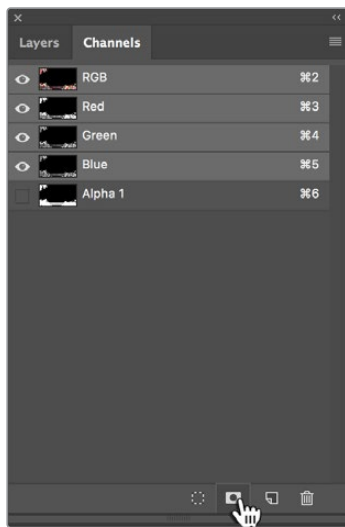 Layers Channels
RGB ⌘2
Red ⌘3
Green ⌘4
Blue ⌘5
Alpha 1 ⌘6